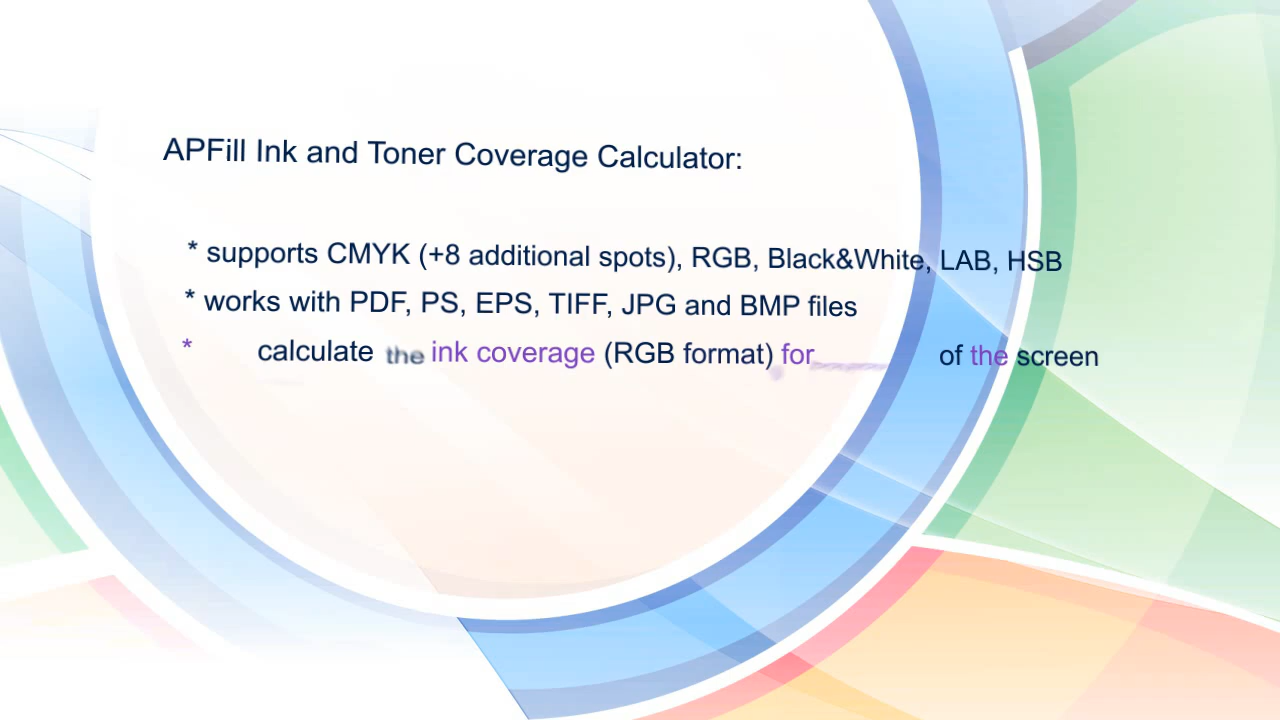 APFill Ink and Toner Coverage Calculator:
* supports CMYK (+8 additional spots), RGB, Black&White, LAB, HSB
* works with PDF, PS, EPS, TIFF, JPG and BMP files
* calculate the ink coverage (RGB format) for of the screen